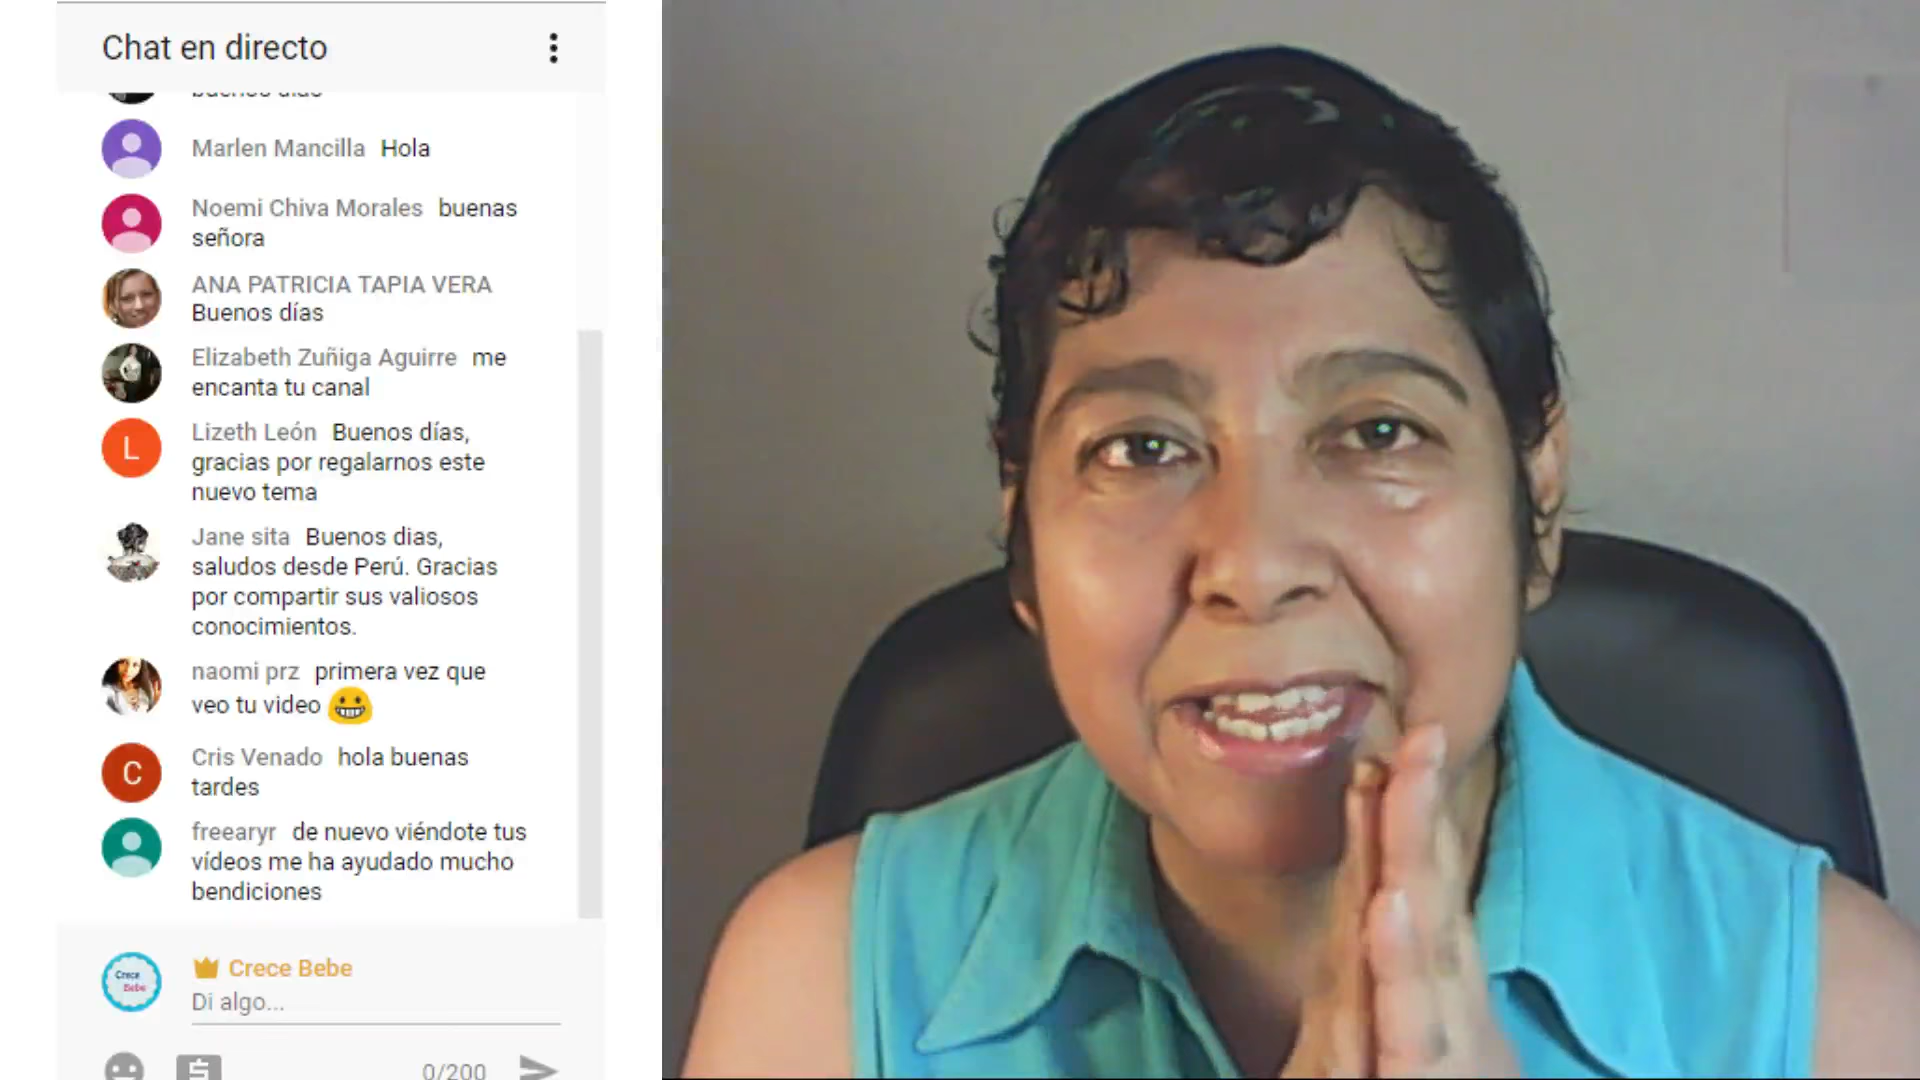 Chat en directo
buenos días
Marlen Mancilla Hola
Noemi Chiva Morales buenas
señora
ANA PATRICIA TAPIA VERA
Buenos días
Elizabeth Zuñiga Aguirre me
encanta tu canal
L
Lizeth León Buenos días,
gracias por regalarnos este
nuevo tema
Jane sita Buenos dias,
saludos desde Perú. Gracias
por compartir sus valiosos
conocimientos.
naomi prz primera vez que
veo tu video
C
Cris Venado hola buenas
tardes
freearyr de nuevo viéndote tus
vídeos me ha ayudado mucho
bendiciones
Crece
Bebe
Crece Bebe
Di algo...
0/200